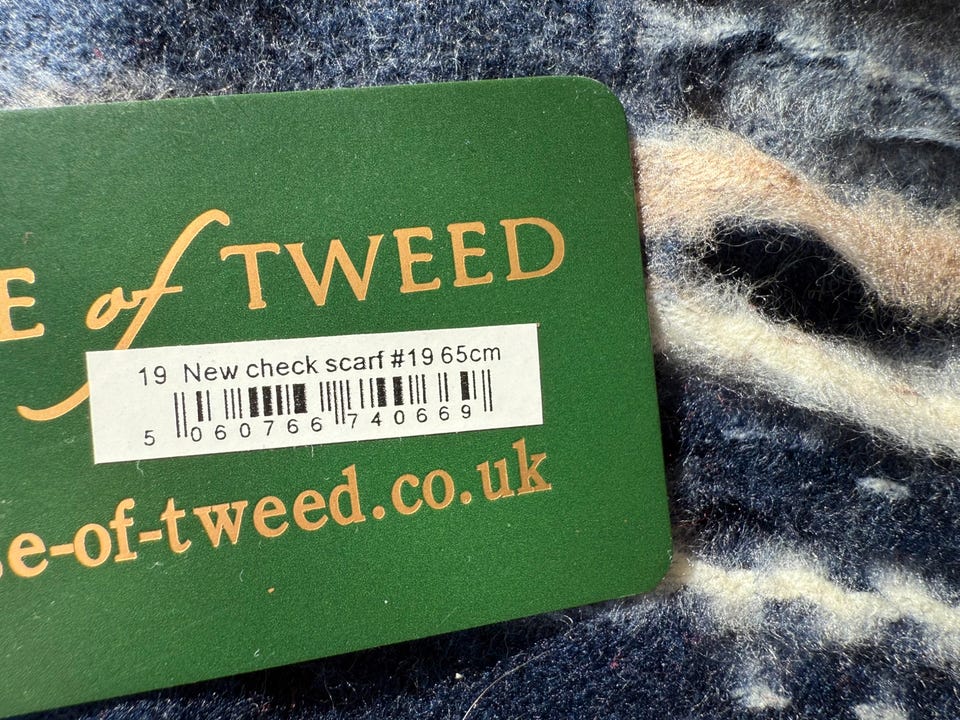 E of TWEED
19 New check scarf #19 65cm
5 060766 740669
e-of-tweed.co.uk